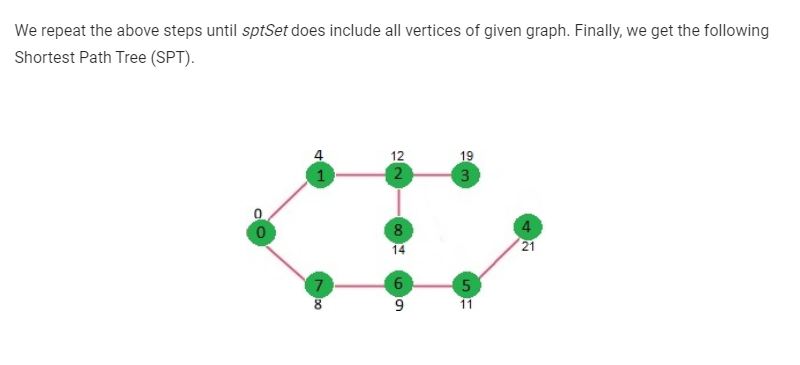 We repeat the above steps until sptSet does include all vertices of given graph. Finally, we get the following
Shortest Path Tree (SPT).
4 12 19
1 2 3
0
0 8 4
14 21
7 6 5
8 9 11